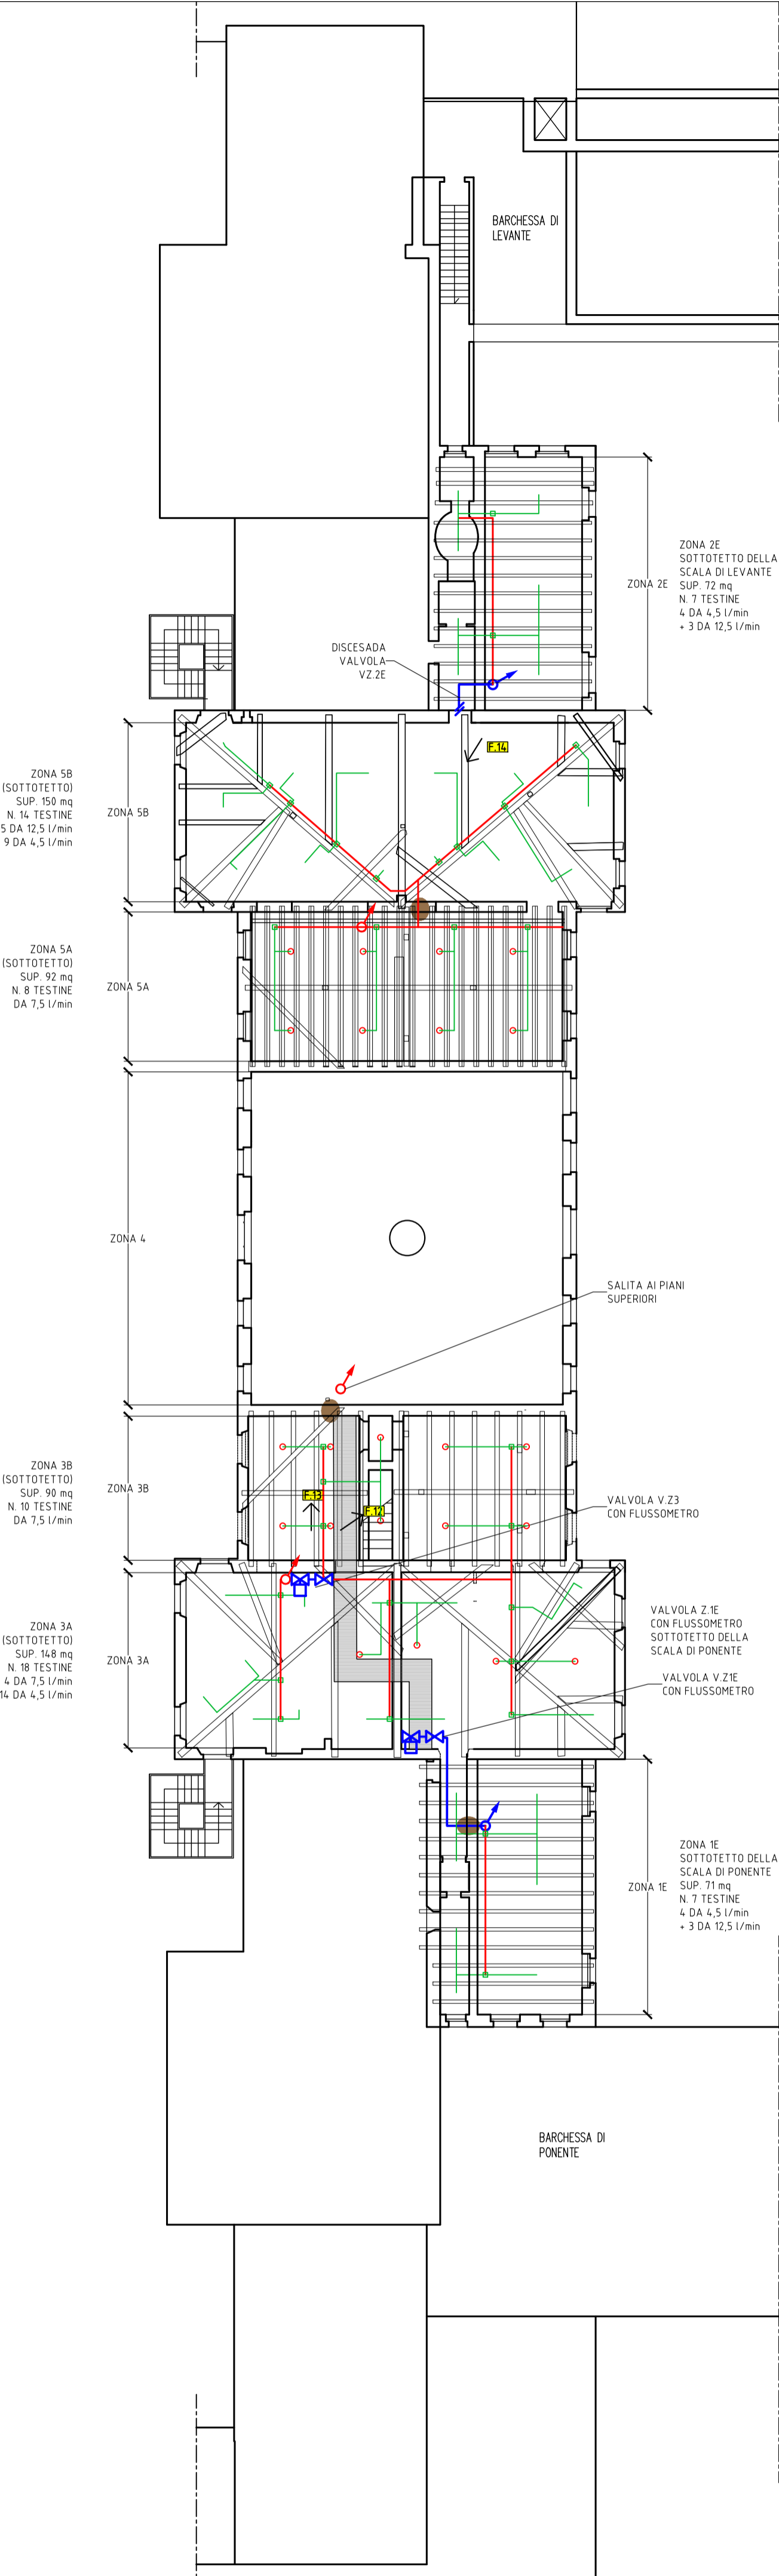 BARCHESSA DI
LEVANTE
ZONA 2E
ZONA 2E
SOTTOTETTO DELLA
SCALA DI LEVANTE
SUP. 72 mq
N. 7 TESTINE
4 DA 4,5 l/min
+ 3 DA 12,5 l/min
DISCESADA
VALVOLA
VZ.2E
F.14
ZONA 5B
(SOTTOTETTO)
SUP. 150 mq
N. 14 TESTINE
5 DA 12,5 l/min
9 DA 4,5 l/min
ZONA 5B
ZONA 5A
(SOTTOTETTO)
SUP. 92 mq
N. 8 TESTINE
DA 7,5 l/min
ZONA 5A
ZONA 4
SALITA AI PIANI
SUPERIORI
ZONA 3B
(SOTTOTETTO)
SUP. 90 mq
N. 10 TESTINE
DA 7,5 l/min
ZONA 3B
F.13
F.12
VALVOLA V.Z3
CON FLUSSOMETRO
ZONA 3A
(SOTTOTETTO)
SUP. 148 mq
N. 18 TESTINE
4 DA 7,5 l/min
14 DA 4,5 l/min
ZONA 3A
VALVOLA Z.1E
CON FLUSSOMETRO
SOTTOTETTO DELLA
SCALA DI PONENTE
VALVOLA V.Z1E
CON FLUSSOMETRO
ZONA 1E
ZONA 1E
SOTTOTETTO DELLA
SCALA DI PONENTE
SUP. 71 mq
N. 7 TESTINE
4 DA 4,5 l/min
+ 3 DA 12,5 l/min
BARCHESSA DI
PONENTE